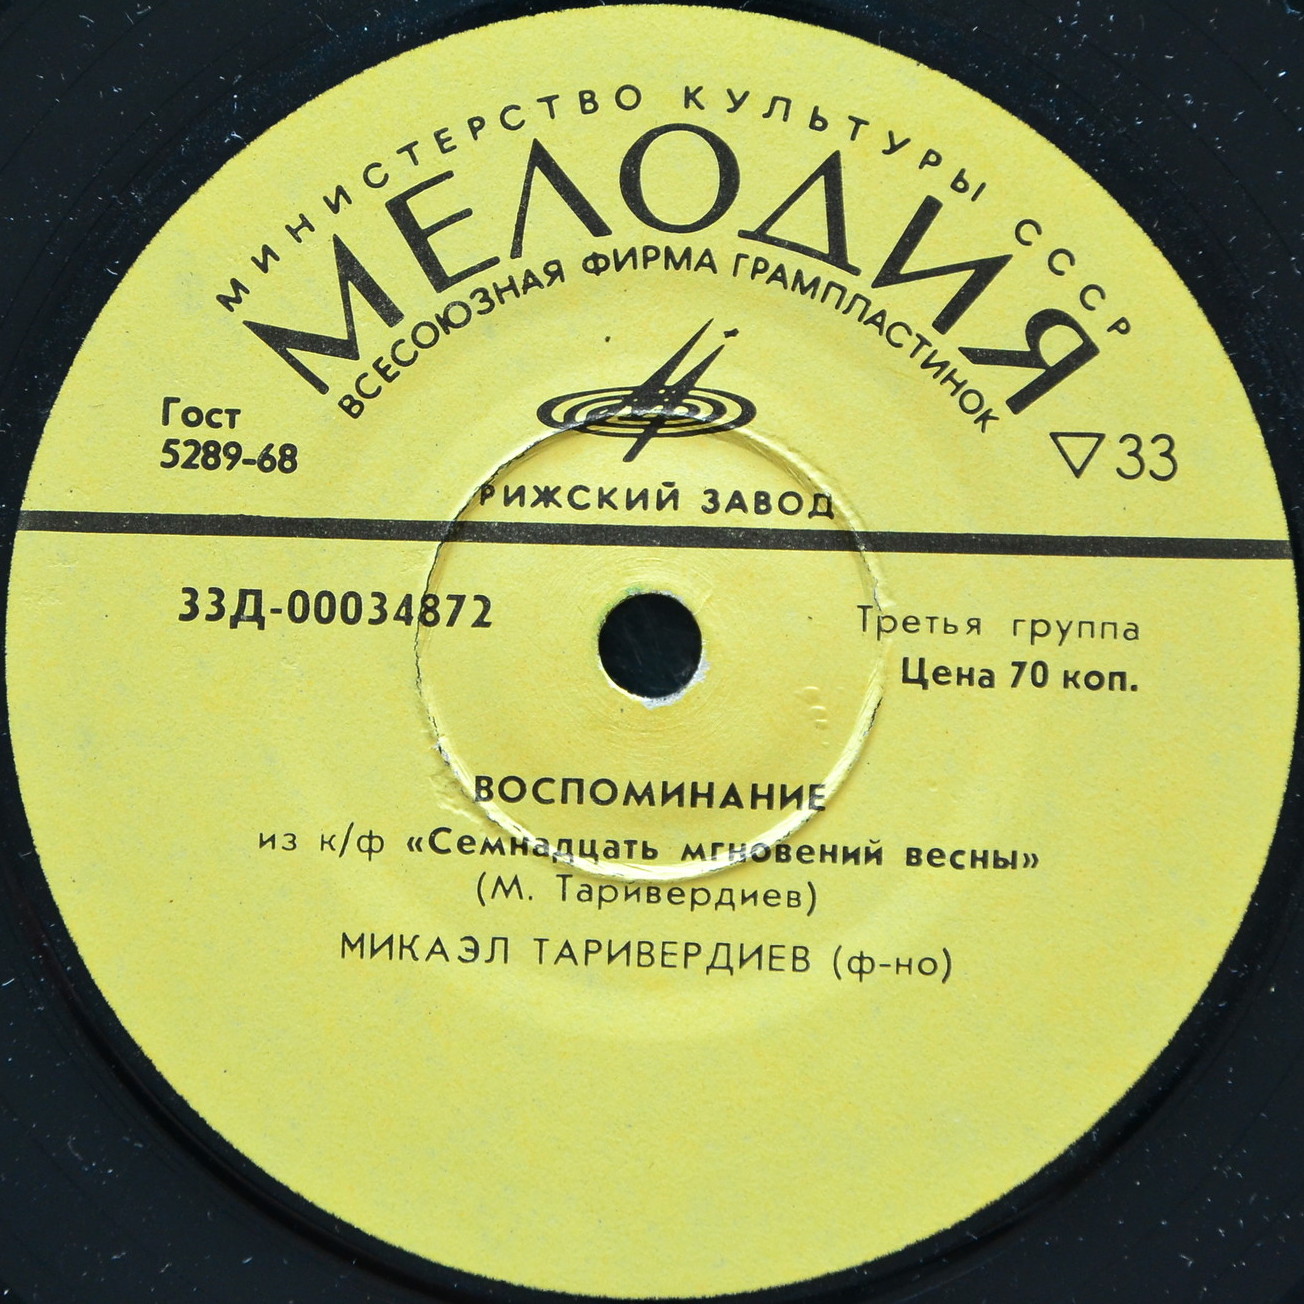 МИНИСТЕРСТВО КУЛЬТУРЫ СССР
МЕЛОДИЯ
ВСЕСОЮЗНАЯ ФИРМА ГРАМПЛАСТИНОК
Гост
5289-68
33
РИЖСКИЙ ЗАВОД
33Д-00034872
Третья группа
Цена 70 коп.
ВОСПОМИНАНИЕ
из к/ф «Семнадцать мгновений весны»
(М. Таривердиев)
МИКАЭЛ ТАРИВЕРДИЕВ (ф-но)